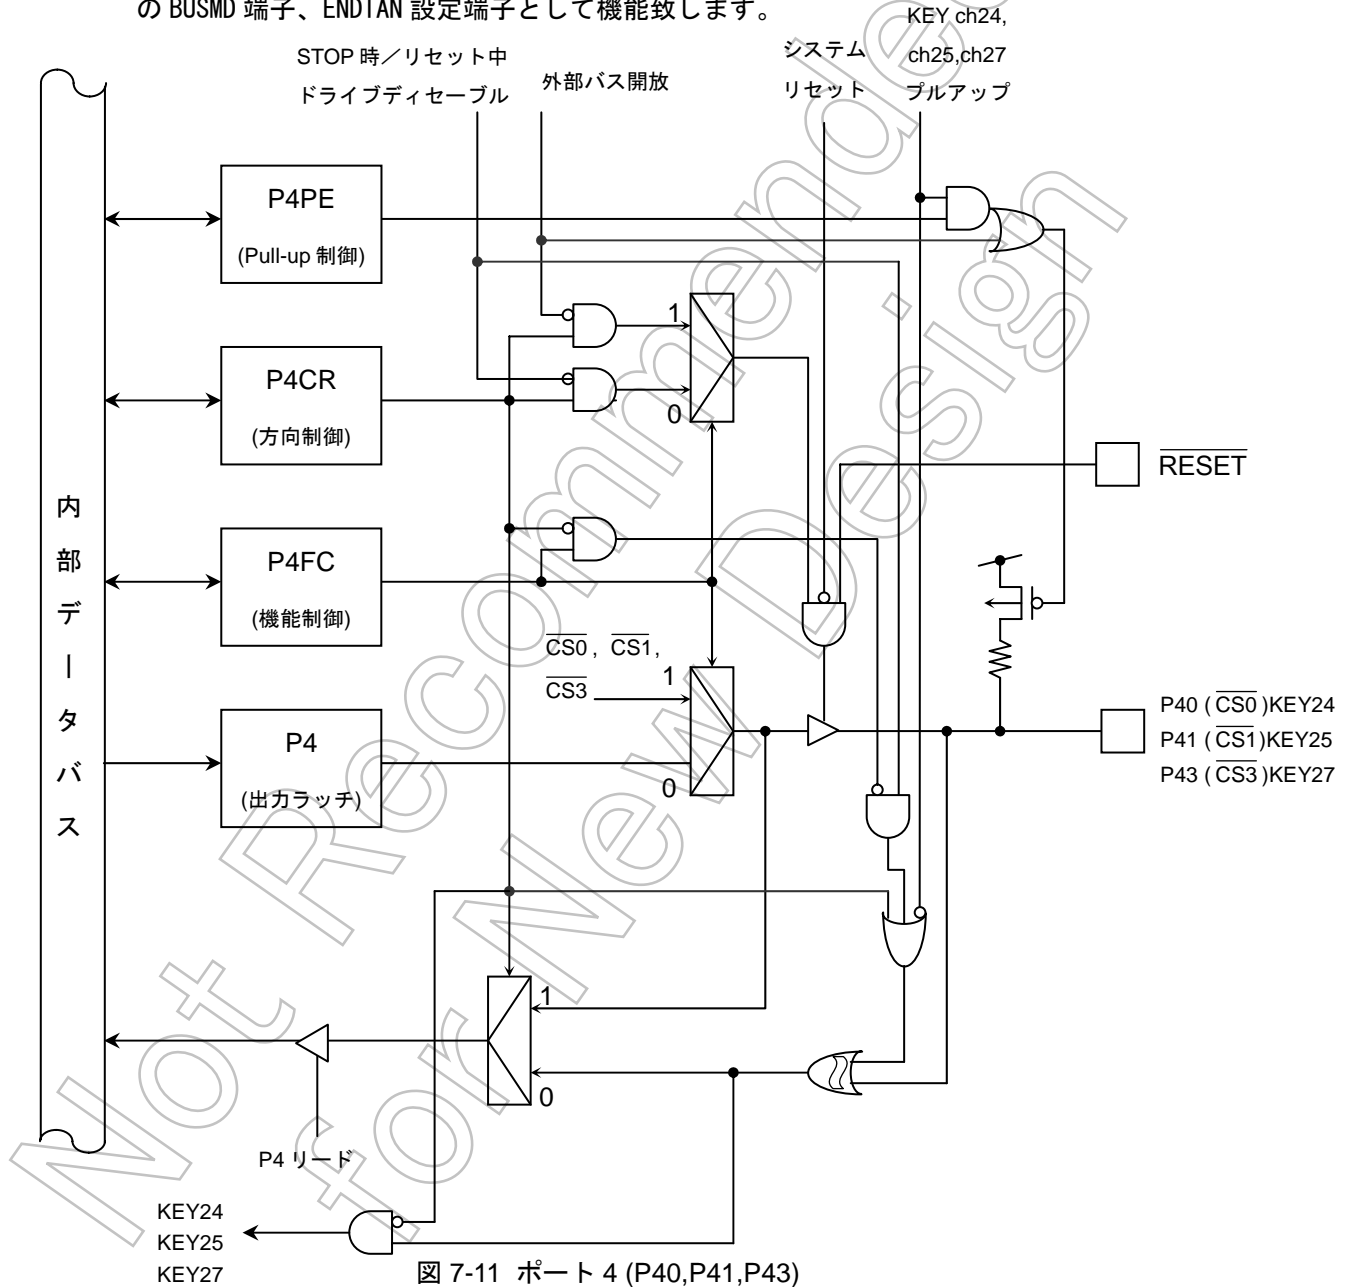 の BUSMD 端子、ENDIAN 設定端子として機能致します。
KEY ch24,
ch25,ch27
プルアップ
システム
リセット
STOP 時／リセット中
ドライブディセーブル
外部バス開放
P4PE
(Pull-up 制御)
1
P4CR
(方向制御)
0
RESET
内部データバス
P4FC
(機能制御)
CS0 , CS1,
CS3
1
P4
(出力ラッチ)
0
P40 ( CS0 )KEY24
P41 ( CS1)KEY25
P43 ( CS3 )KEY27
1
0
P4 リード
KEY24
KEY25
KEY27
図 7-11 ポート 4 (P40,P41,P43)
Not Recommended
for New Design